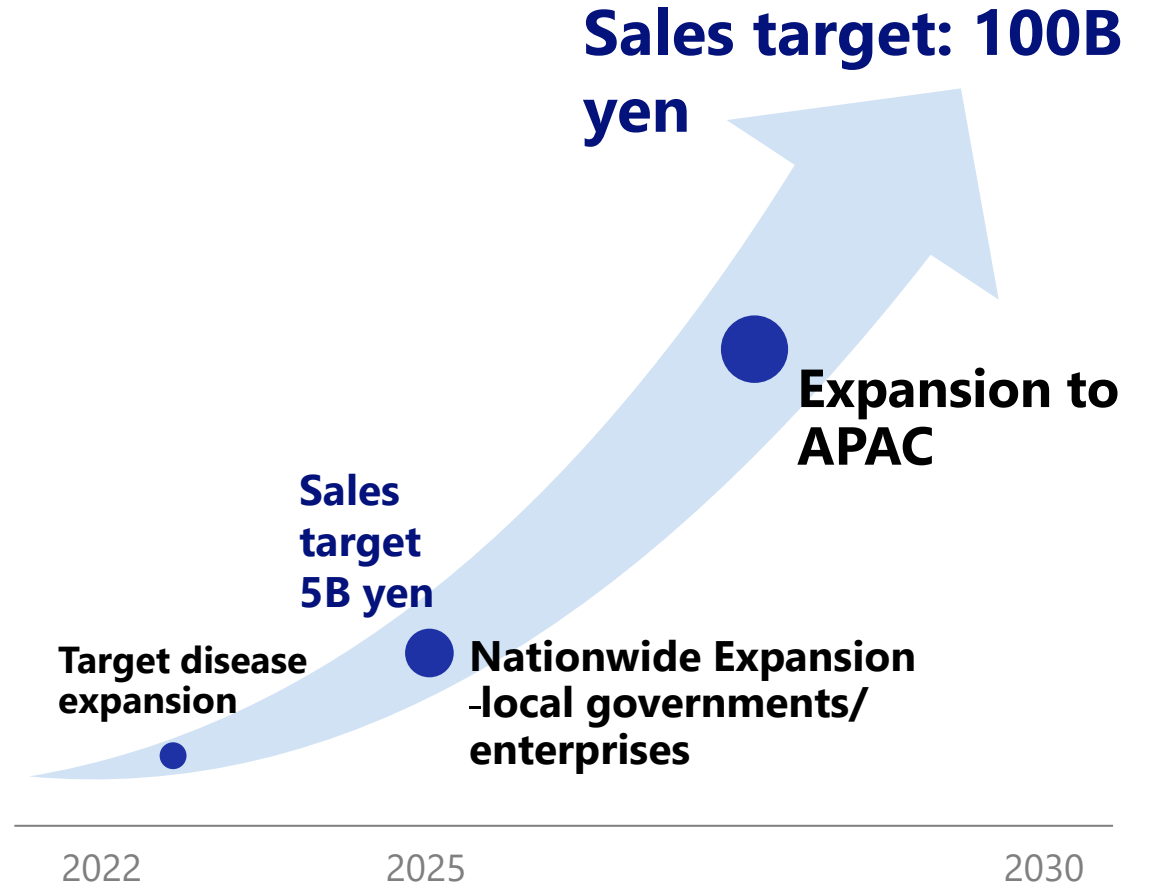 Sales target: 100B
yen
Expansion to
APAC
Sales
target
5B yen
Target disease
expansion
Nationwide Expansion
-local governments/
enterprises
2022
2025
2030